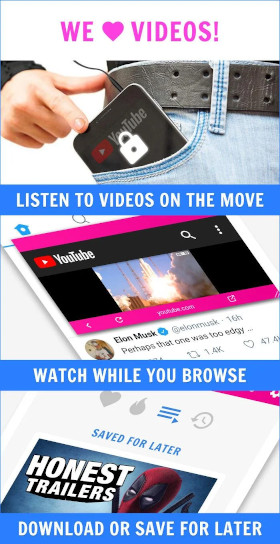 WE ♥ VIDEOS!
YouTube
LISTEN TO VIDEOS ON THE MOVE
YouTube
youtube.com
Elon Musk @elonmusk · 16h
Perhaps that one was too edgy ...
1.4K
47.4
WATCH WHILE YOU BROWSE
SAVED FOR LATER
HONEST
TRAILERS
DOWNLOAD OR SAVE FOR LATER